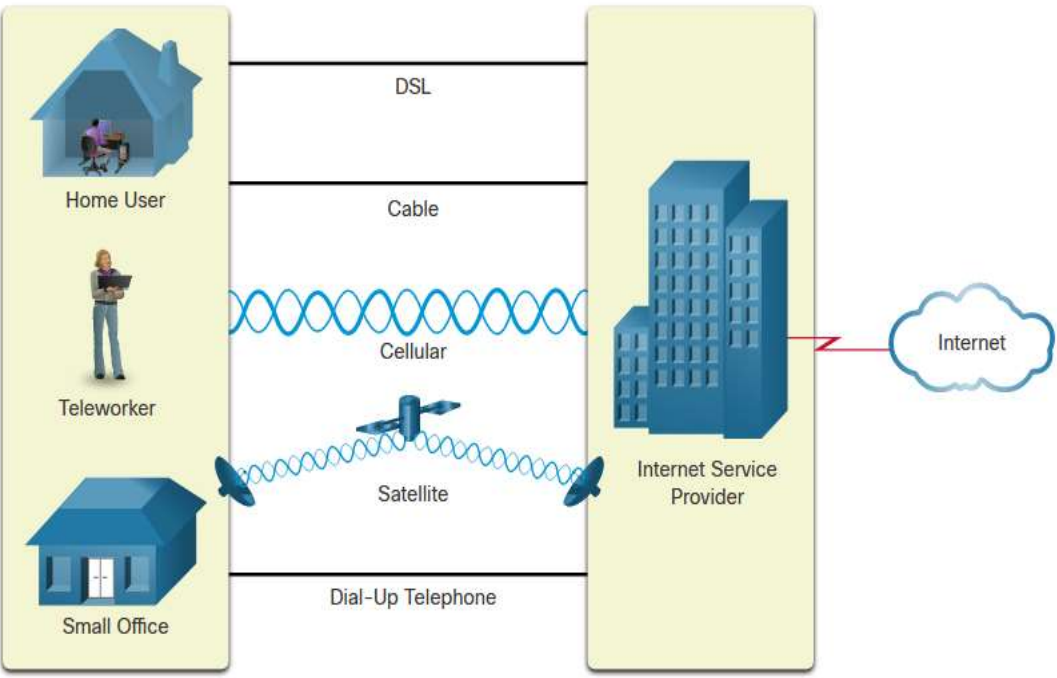 DSL
Home User
Cable
Cellular
Internet
Teleworker
Satellite
Internet Service
Provider
Dial-Up Telephone
Small Office